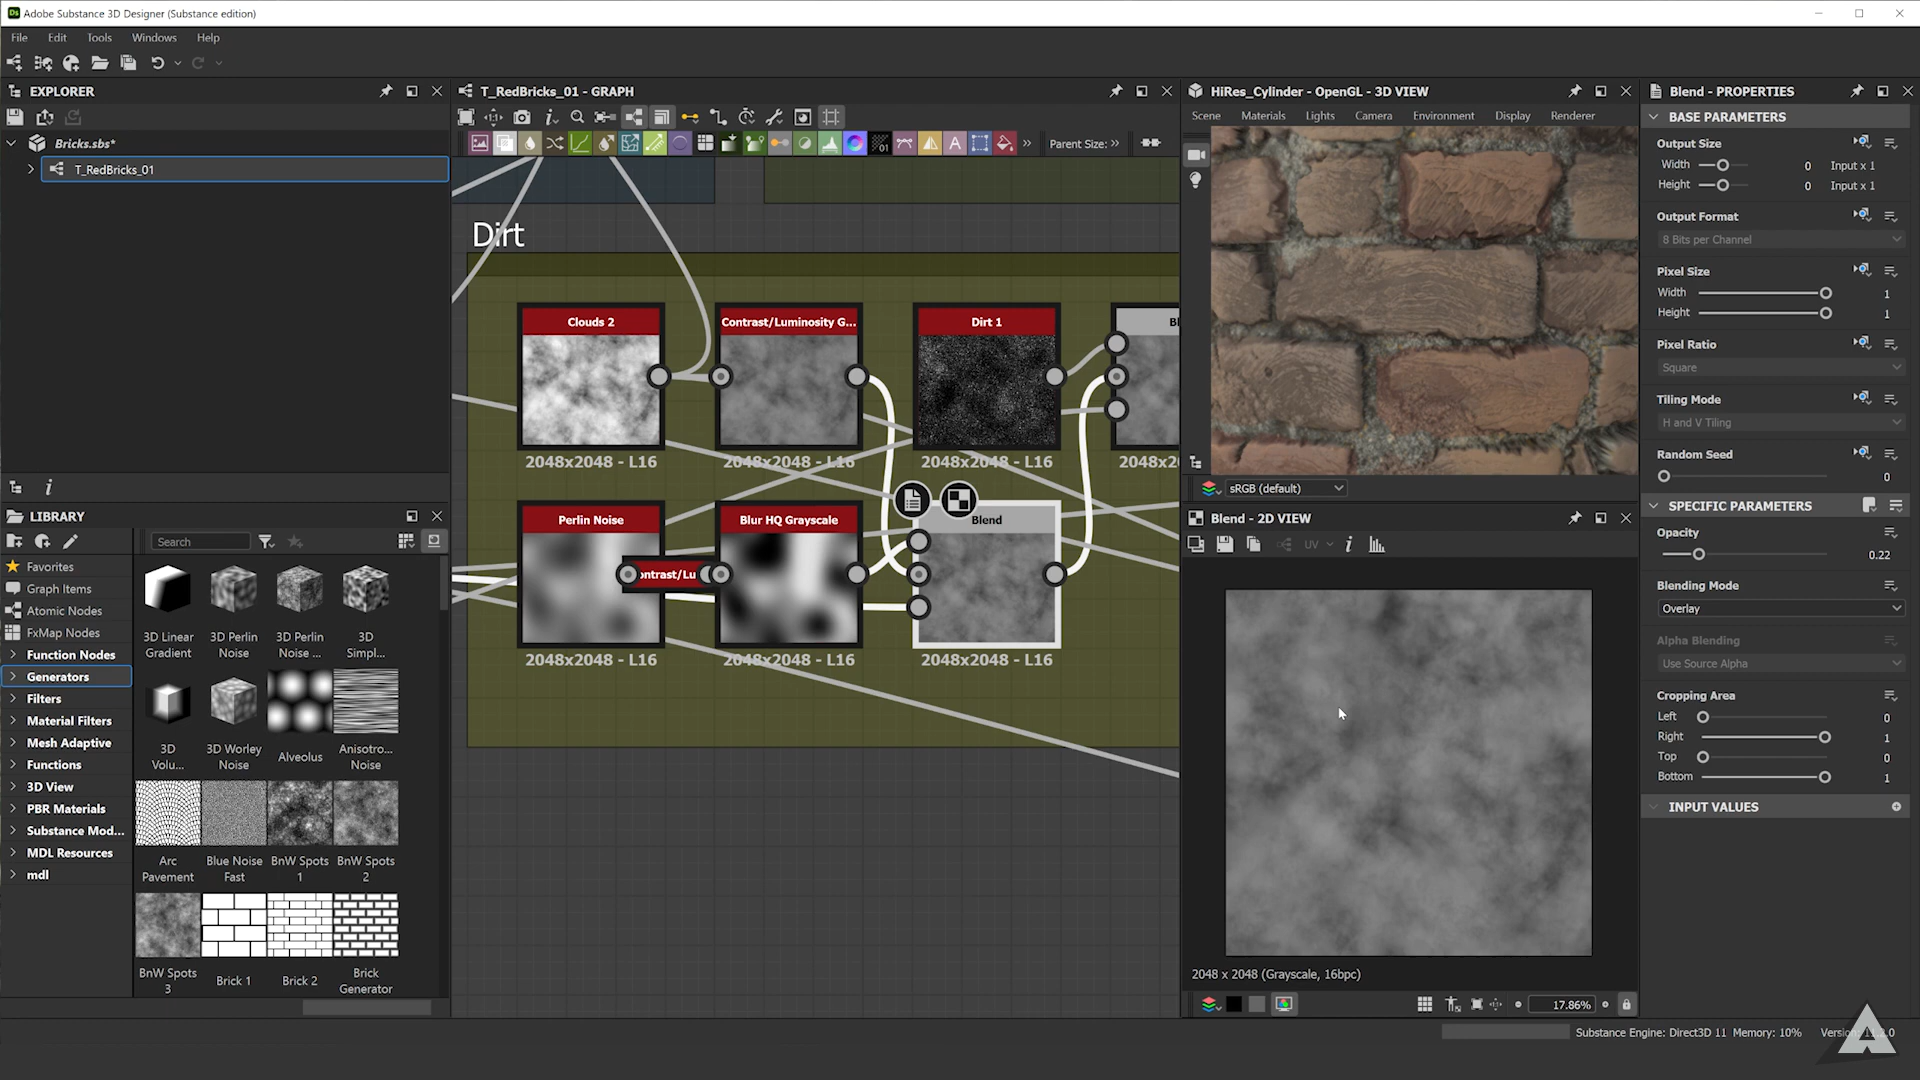 Adobe Substance 3D Designer (Substance edition)
File Edit Tools Windows Help
EXPLORER
Bricks.sbs*
T_RedBricks_01
LIBRARY
Search
Favorites
Graph Items
Atomic Nodes
FxMap Nodes
Function Nodes
Generators
Filters
Material Filters
Mesh Adaptive
Functions
3D View
PBR Materials
Substance Mod...
MDL Resources
mdl
3D Linear Gradient
3D Perlin Noise
3D Perlin Noise ...
3D Simpl...
3D Volu...
3D Worley Noise
Alveolus
Anisotro... Noise
Arc Pavement
Blue Noise Fast
BnW Spots 1
BnW Spots 2
BnW Spots 3
Brick 1
Brick 2
Brick Generator
T_RedBricks_01 - GRAPH
01
A
Parent Size:
Dirt
Clouds 2
2048x2048 - L16
Contrast/Luminosity G...
2048x2048 - L16
Dirt 1
2048x2048 - L16
Bl
2048x2
Perlin Noise
2048x2048 - L16
ontrast/Lu
Blur HQ Grayscale
2048x2048 - L16
Blend
2048x2048 - L16
HiRes_Cylinder - OpenGL - 3D VIEW
Scene Materials Lights Camera Environment Display Renderer
sRGB (default)
Blend - 2D VIEW
UV
2048 x 2048 (Grayscale, 16bpc)
17.86%
Blend - PROPERTIES
BASE PARAMETERS
Output Size
Width 0 Input x 1
Height 0 Input x 1
Output Format
8 Bits per Channel
Pixel Size
Width 1
Height 1
Pixel Ratio
Square
Tiling Mode
H and V Tiling
Random Seed
0
SPECIFIC PARAMETERS
Opacity
0.22
Blending Mode
Overlay
Alpha Blending
Use Source Alpha
Cropping Area
Left 0
Right 1
Top 0
Bottom 1
INPUT VALUES
Substance Engine: Direct3D 11 Memory: 10%